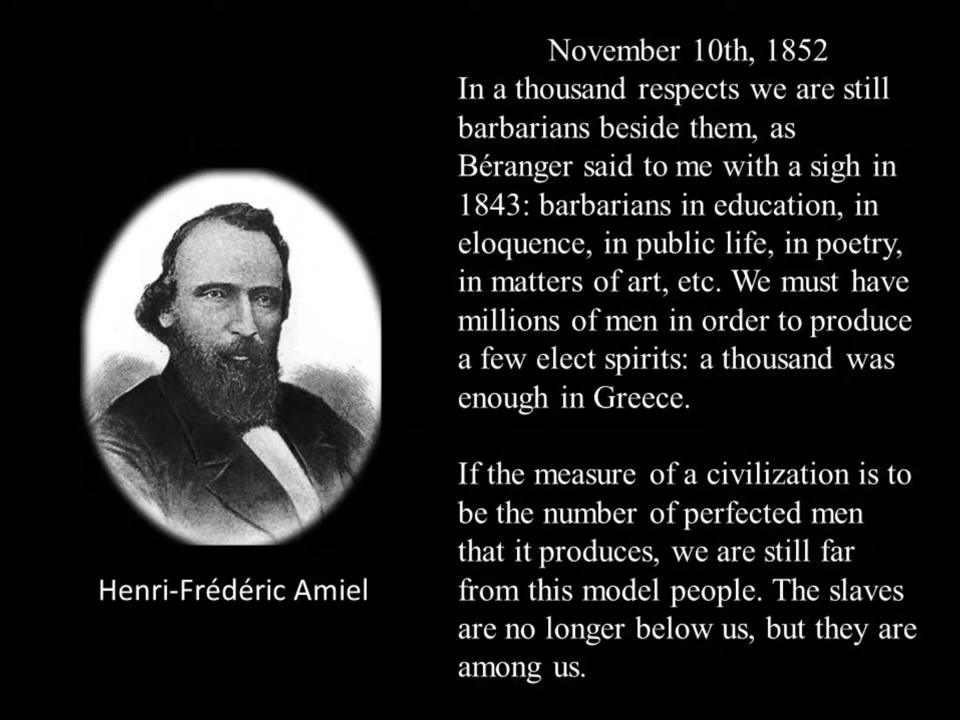 November 10th, 1852
In a thousand respects we are still
barbarians beside them, as
Béranger said to me with a sigh in
1843: barbarians in education, in
eloquence, in public life, in poetry,
in matters of art, etc. We must have
millions of men in order to produce
a few elect spirits: a thousand was
enough in Greece.
If the measure of a civilization is to
be the number of perfected men
that it produces, we are still far
from this model people. The slaves
are no longer below us, but they are
among us.
Henri-Frédéric Amiel